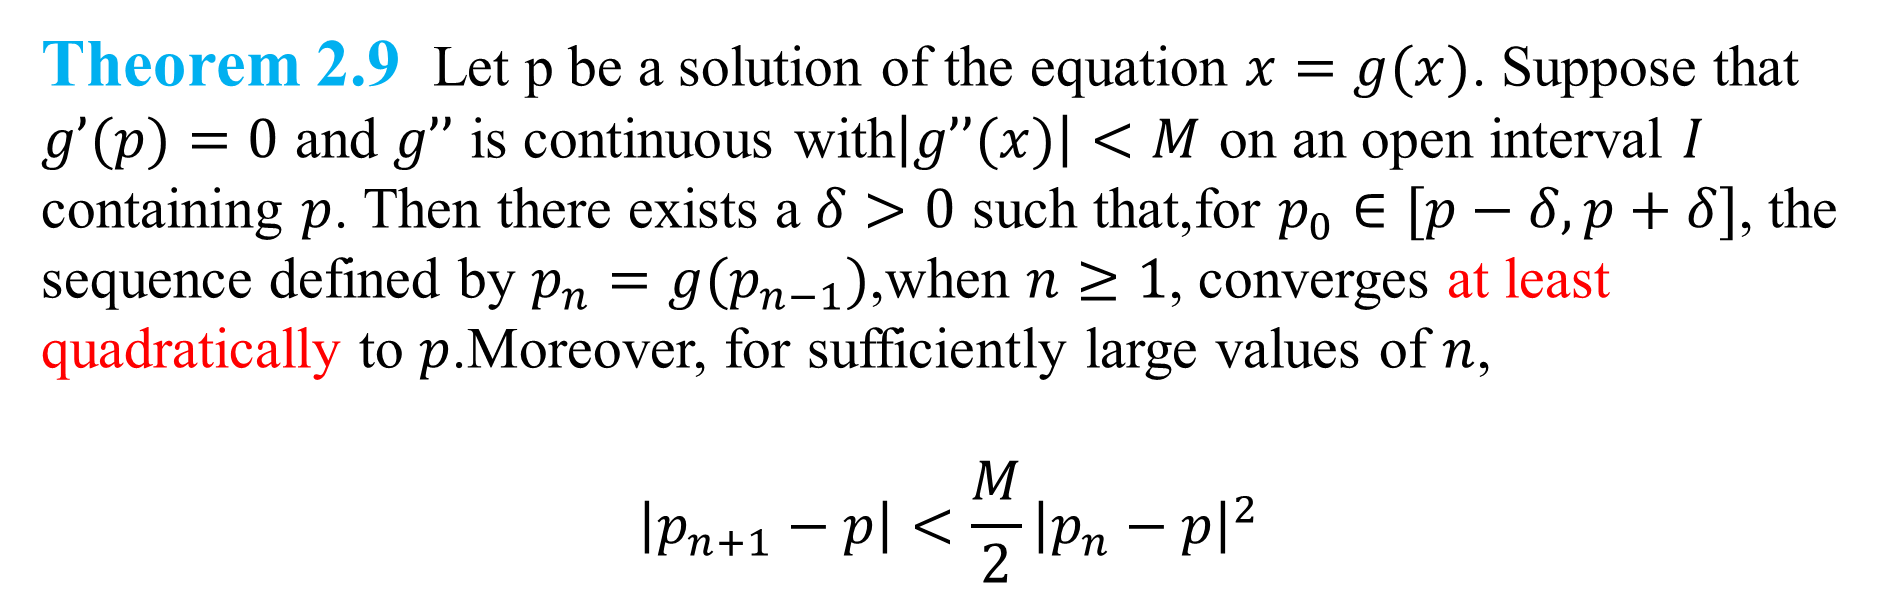 Theorem 2.9 Let p be a solution of the equation x = g(x). Suppose that
g’(p) = 0 and g” is continuous with|g”(x)| < M on an open interval I
containing p. Then there exists a δ > 0 such that,for p₀ ∈ [p − δ, p + δ], the
sequence defined by pₙ = g(pₙ₋₁),when n ≥ 1, converges at least
quadratically to p.Moreover, for sufficiently large values of n,
|pₙ₊₁ − p| < M/2 |pₙ − p|²